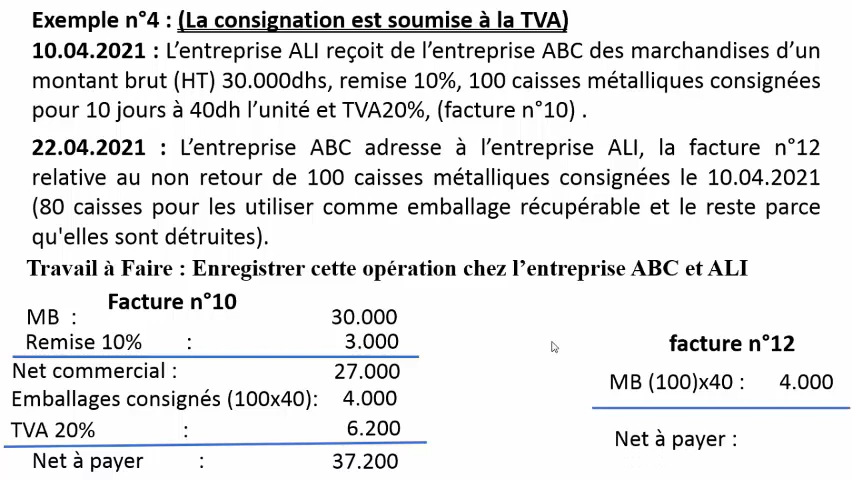 Exemple n°4 : (La consignation est soumise à la TVA)
10.04.2021 : L’entreprise ALI reçoit de l’entreprise ABC des marchandises d’un
montant brut (HT) 30.000dhs, remise 10%, 100 caisses métalliques consignées
pour 10 jours à 40dh l’unité et TVA20%, (facture n°10) .
22.04.2021 : L’entreprise ABC adresse à l’entreprise ALI, la facture n°12
relative au non retour de 100 caisses métalliques consignées le 10.04.2021
(80 caisses pour les utiliser comme emballage récupérable et le reste parce
qu'elles sont détruites).
Travail à Faire : Enregistrer cette opération chez l’entreprise ABC et ALI
Facture n°10
MB : 30.000
Remise 10% : 3.000
Net commercial : 27.000
Emballages consignés (100x40): 4.000
TVA 20% : 6.200
Net à payer : 37.200
facture n°12
MB (100)x40 : 4.000
Net à payer :